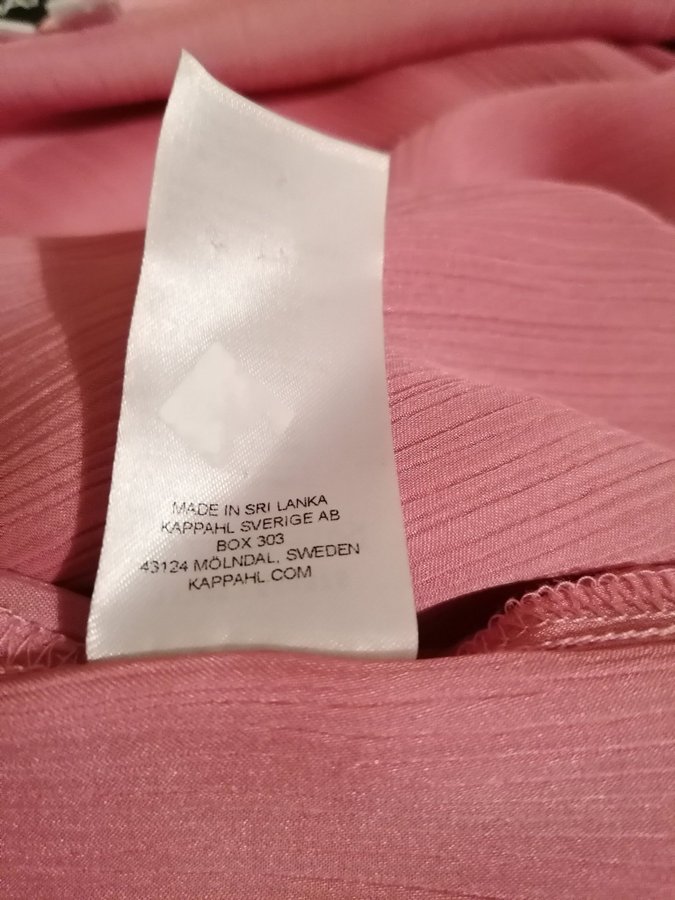 MADE IN SRI LANKA
KAPPAHL SVERIGE AB
BOX 303
43124 MÖLNDAL, SWEDEN
KAPPAHL.COM